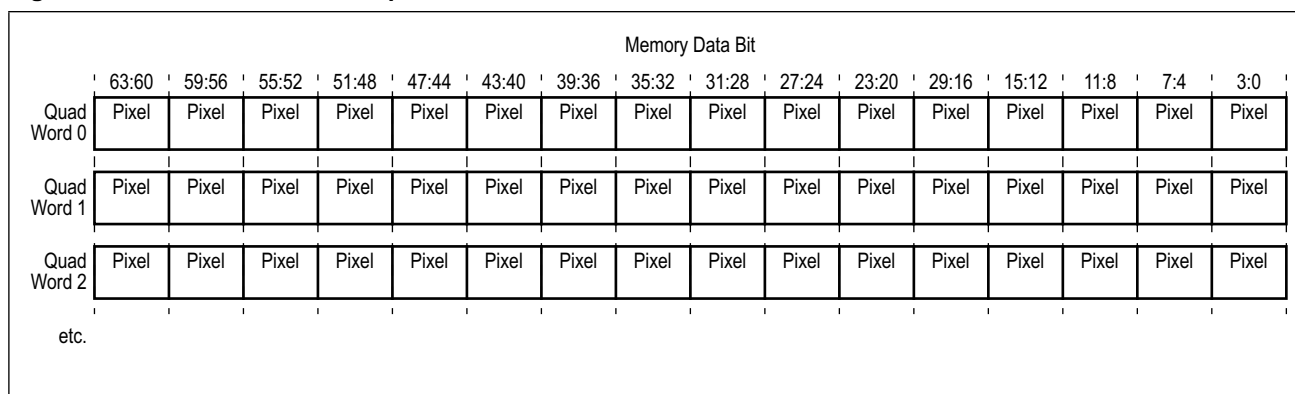 Memory Data Bit
63:60 59:56 55:52 51:48 47:44 43:40 39:36 35:32 31:28 27:24 23:20 29:16 15:12 11:8 7:4 3:0
Quad Word 0 Pixel Pixel Pixel Pixel Pixel Pixel Pixel Pixel Pixel Pixel Pixel Pixel Pixel Pixel Pixel Pixel
Quad Word 1 Pixel Pixel Pixel Pixel Pixel Pixel Pixel Pixel Pixel Pixel Pixel Pixel Pixel Pixel Pixel Pixel
Quad Word 2 Pixel Pixel Pixel Pixel Pixel Pixel Pixel Pixel Pixel Pixel Pixel Pixel Pixel Pixel Pixel Pixel
etc.